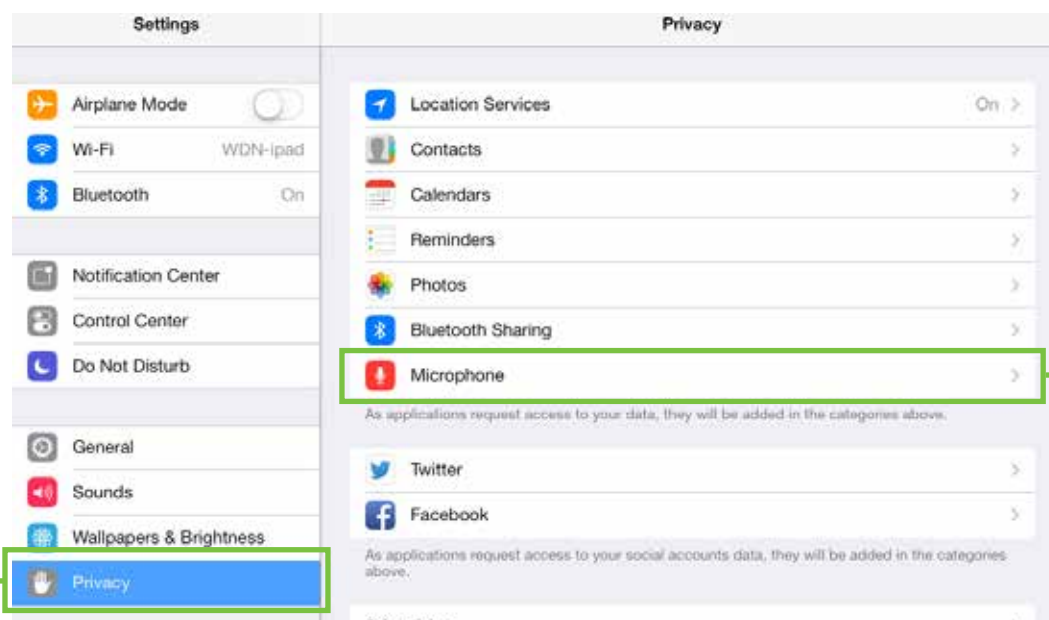 Settings
Privacy
Airplane Mode
Wi-Fi WDN-ipad
Bluetooth On
Notification Center
Control Center
Do Not Disturb
General
Sounds
Wallpapers & Brightness
Privacy
Location Services On
Contacts
Calendars
Reminders
Photos
Bluetooth Sharing
Microphone
As applications request access to your data, they will be added in the categories above.
Twitter
Facebook
As applications request access to your social accounts data, they will be added in the categories
above.